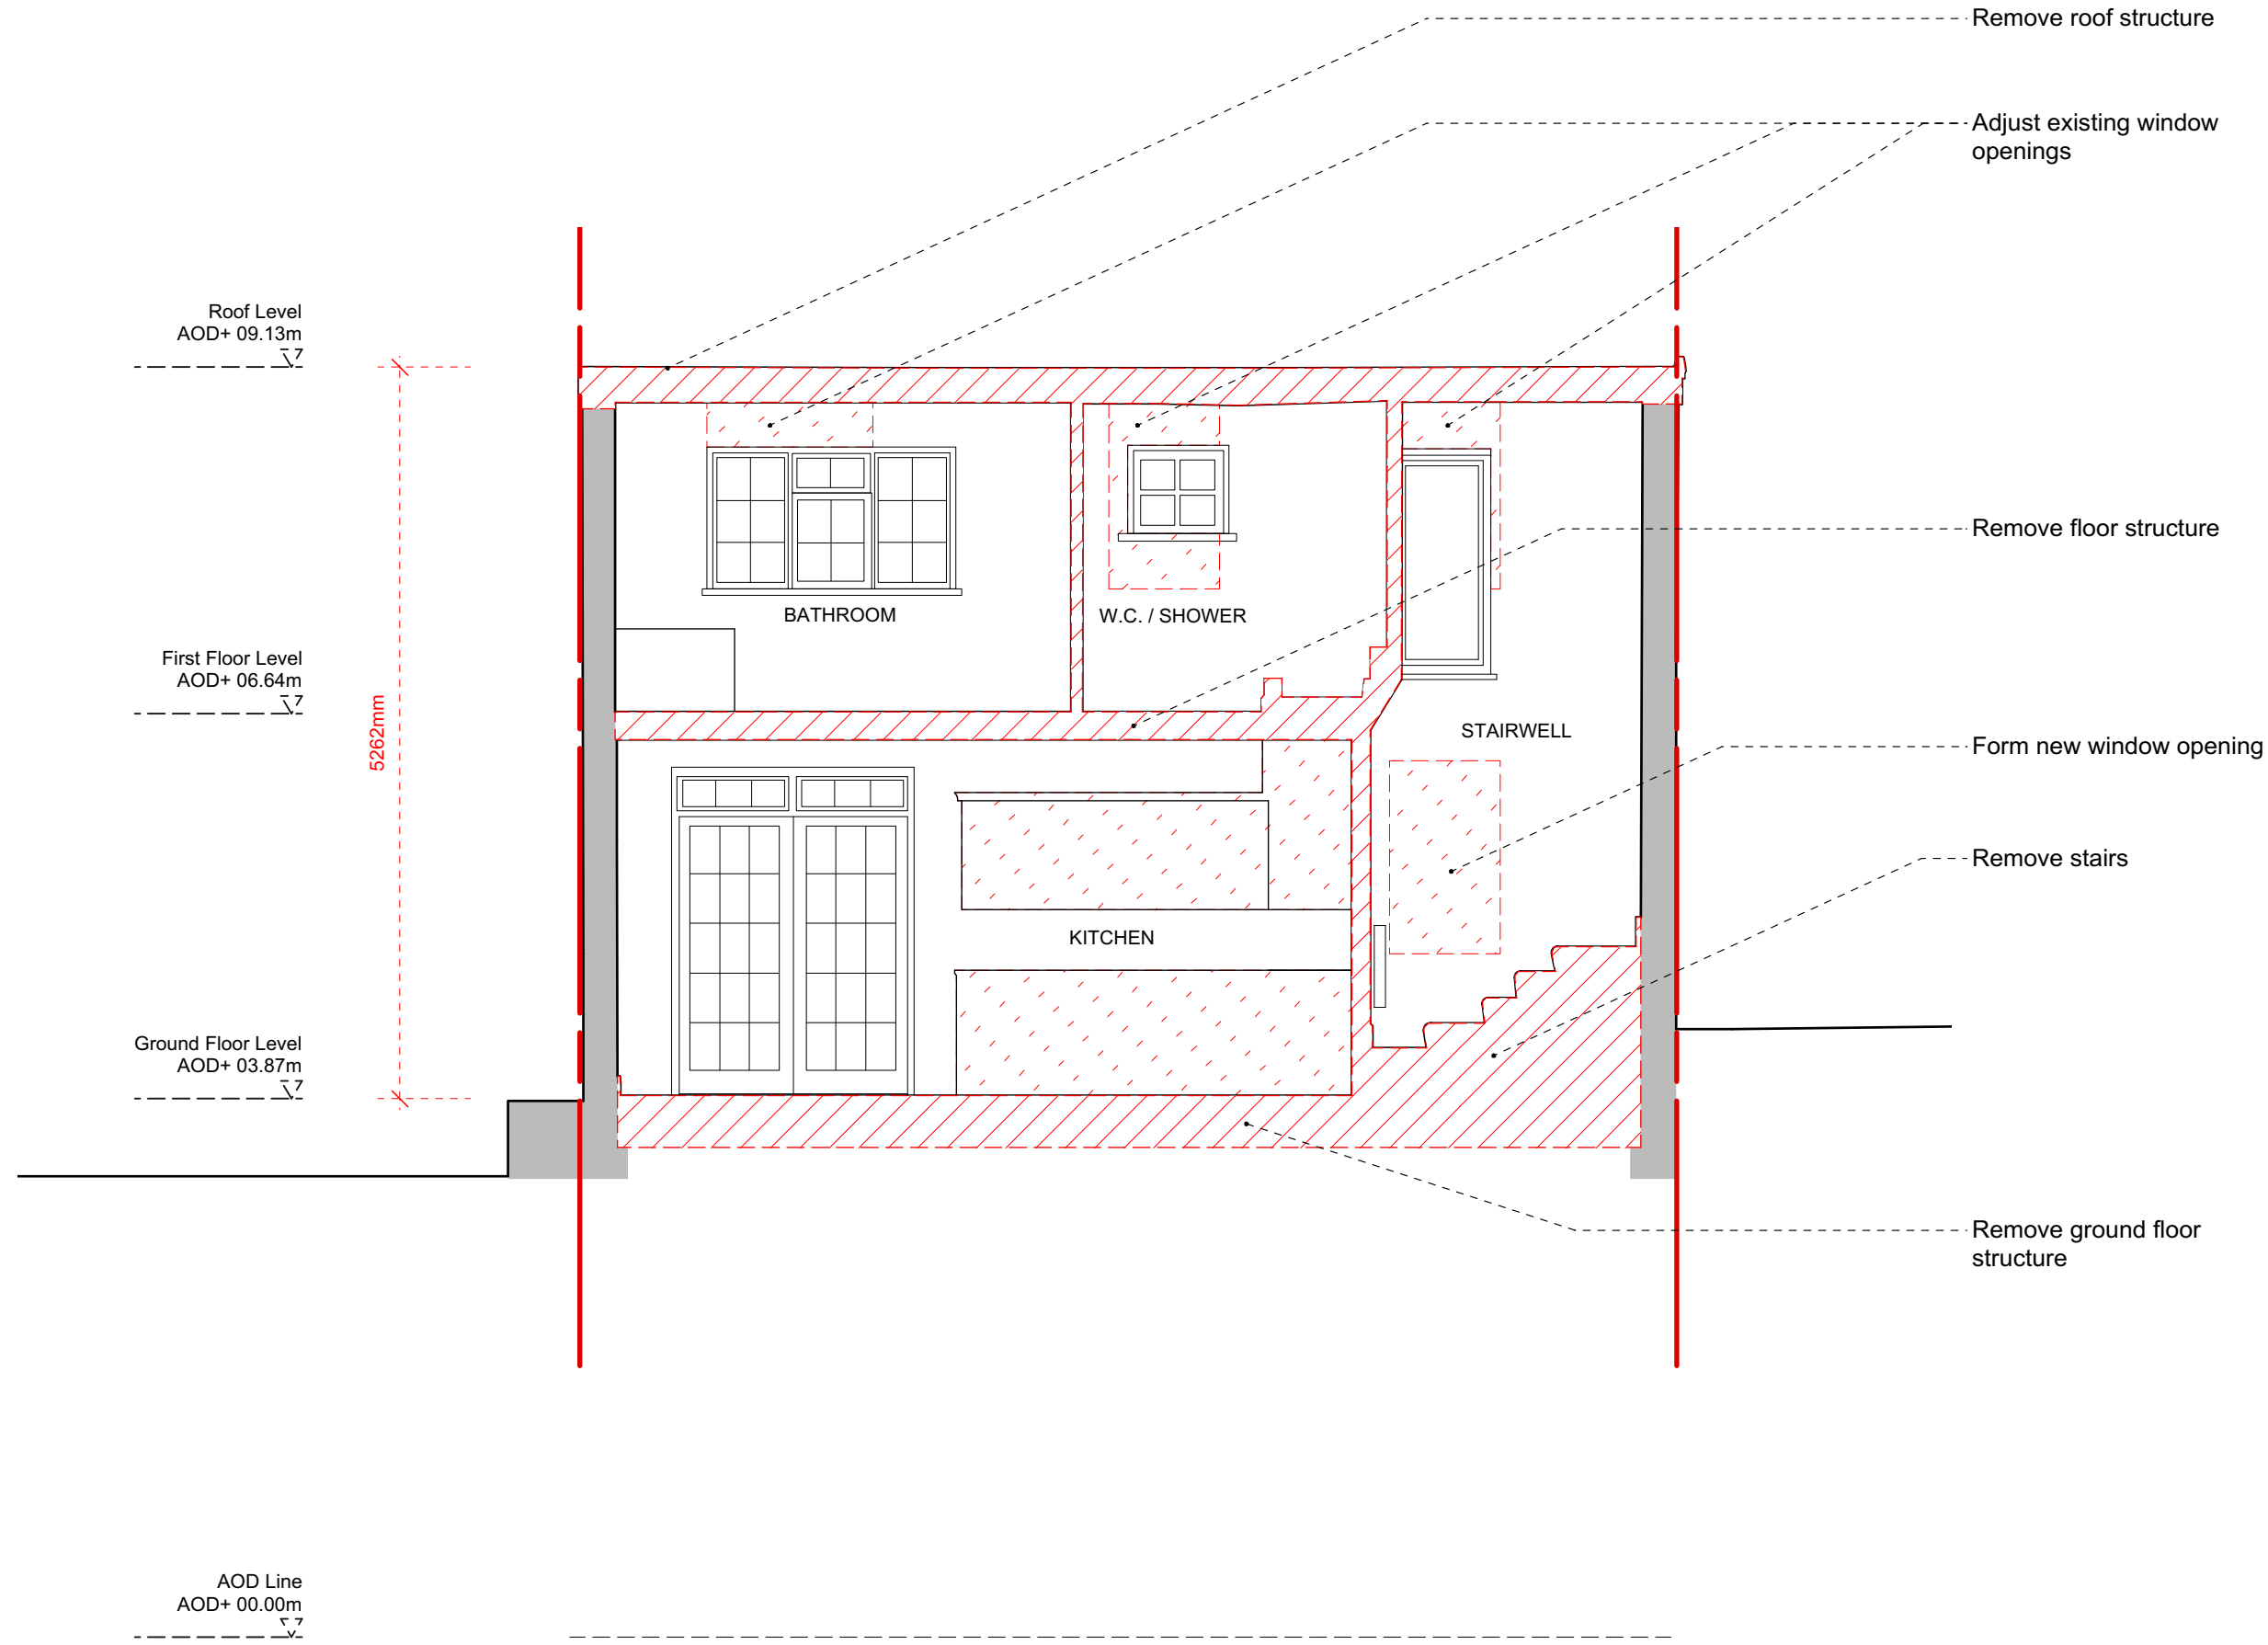 Remove roof structure
Adjust existing window
openings
Roof Level
AOD+ 09.13m
Remove floor structure
BATHROOM
W.C. / SHOWER
First Floor Level
AOD+ 06.64m
5262mm
STAIRWELL
Form new window opening
Remove stairs
KITCHEN
Ground Floor Level
AOD+ 03.87m
Remove ground floor
structure
AOD Line
AOD+ 00.00m